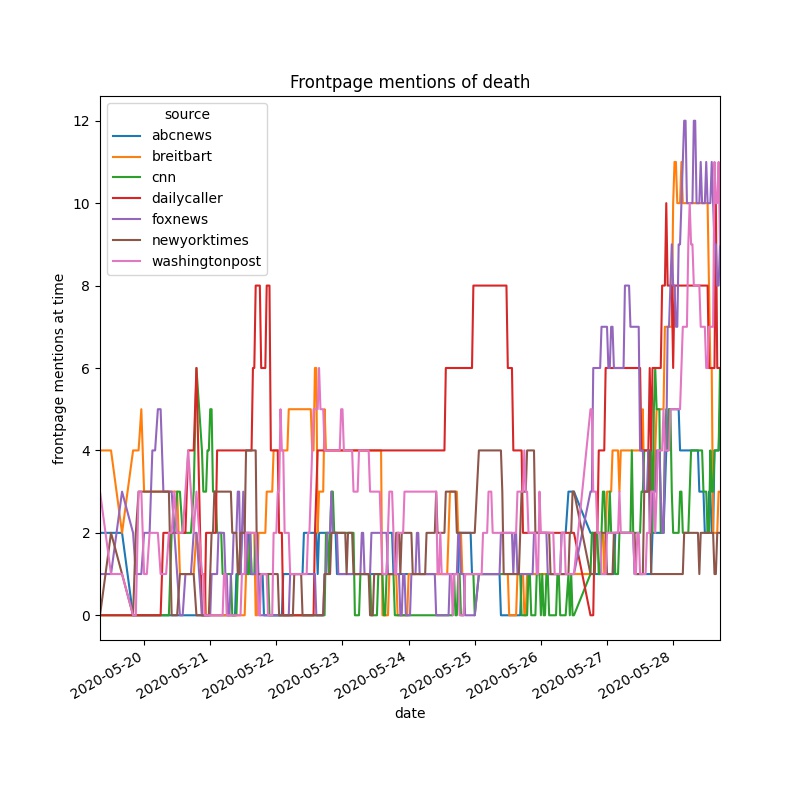 Frontpage mentions of death
source
abcnews
breitbart
cnn
dailycaller
foxnews
newyorktimes
washingtonpost
12
10
8
6
4
2
0
frontpage mentions at time
2020-05-20
2020-05-21
2020-05-22
2020-05-23
2020-05-24
2020-05-25
2020-05-26
2020-05-27
2020-05-28
date